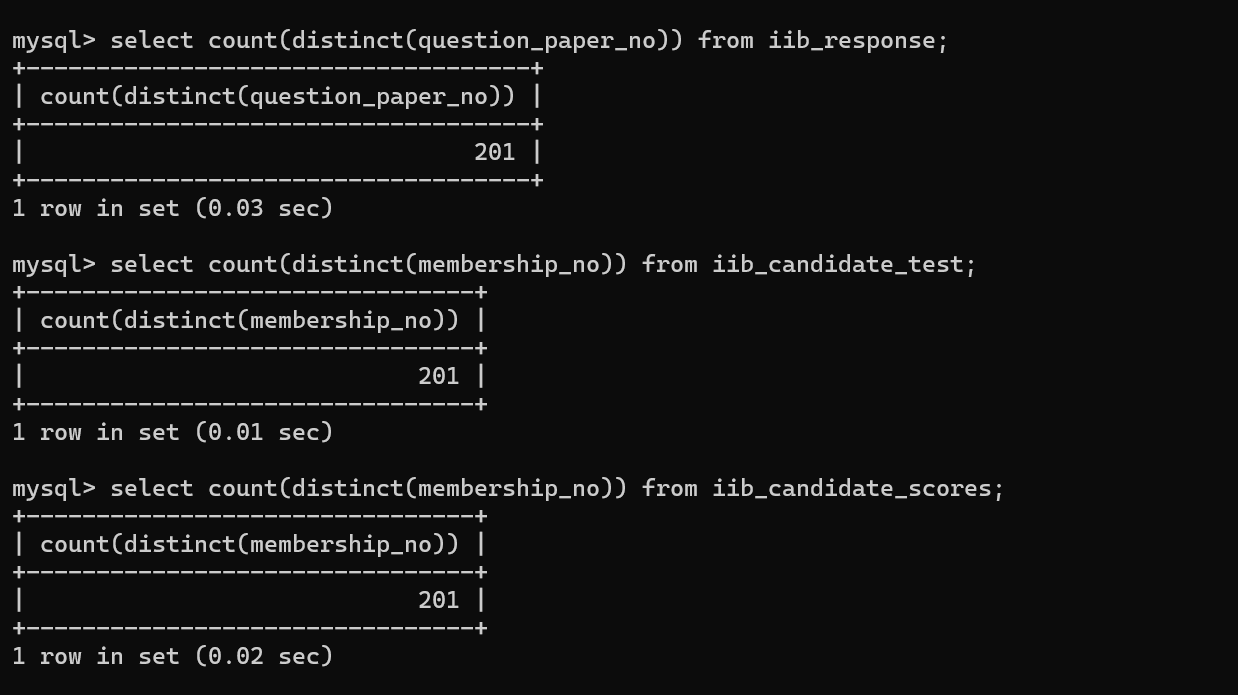 mysql> select count(distinct(question_paper_no)) from iib_response;
+------------------------------------+
| count(distinct(question_paper_no)) |
+------------------------------------+
|                                201 |
+------------------------------------+
1 row in set (0.03 sec)

mysql> select count(distinct(membership_no)) from iib_candidate_test;
+--------------------------------+
| count(distinct(membership_no)) |
+--------------------------------+
|                            201 |
+--------------------------------+
1 row in set (0.01 sec)

mysql> select count(distinct(membership_no)) from iib_candidate_scores;
+--------------------------------+
| count(distinct(membership_no)) |
+--------------------------------+
|                            201 |
+--------------------------------+
1 row in set (0.02 sec)